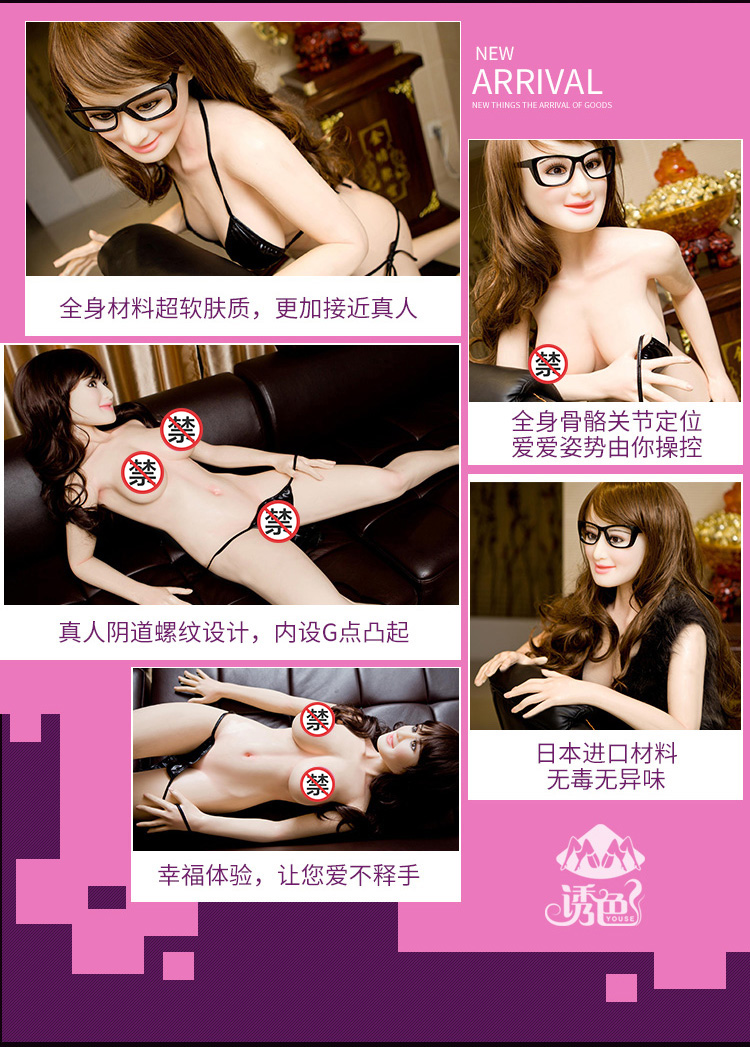 NEW
ARRIVAL
NEW THINGS THE ARRIVAL OF GOODS
全身材料超软肤质，更加接近真人
禁
全身骨骼关节定位
爱爱姿势由你操控
禁
禁
禁
真人阴道螺纹设计，内设G点凸起
日本进口材料
无毒无异味
禁
禁
幸福体验，让您爱不释手
诱色
YOUSE